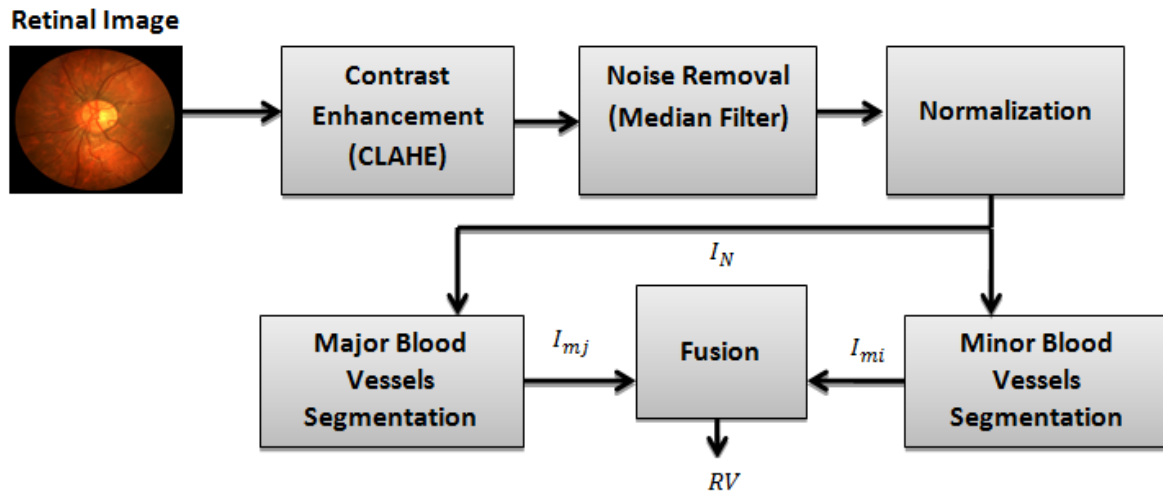 Retinal Image
Contrast
Enhancement
(CLAHE)
Noise Removal
(Median Filter)
Normalization
I_N
Major Blood
Vessels
Segmentation
I_mj
Fusion
I_mi
Minor Blood
Vessels
Segmentation
RV